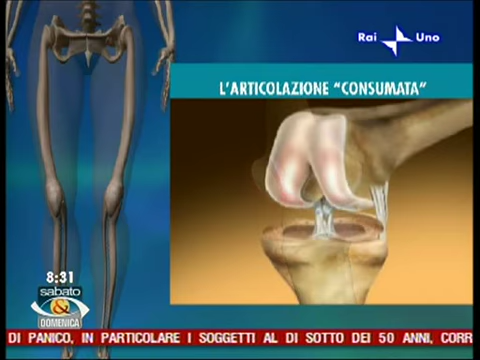 Rai Uno
L'ARTICOLAZIONE "CONSUMATA"
8:31
sabato
&
DOMENICA
DI PANICO, IN PARTICOLARE I SOGGETTI AL DI SOTTO DEI 50 ANNI, CORR